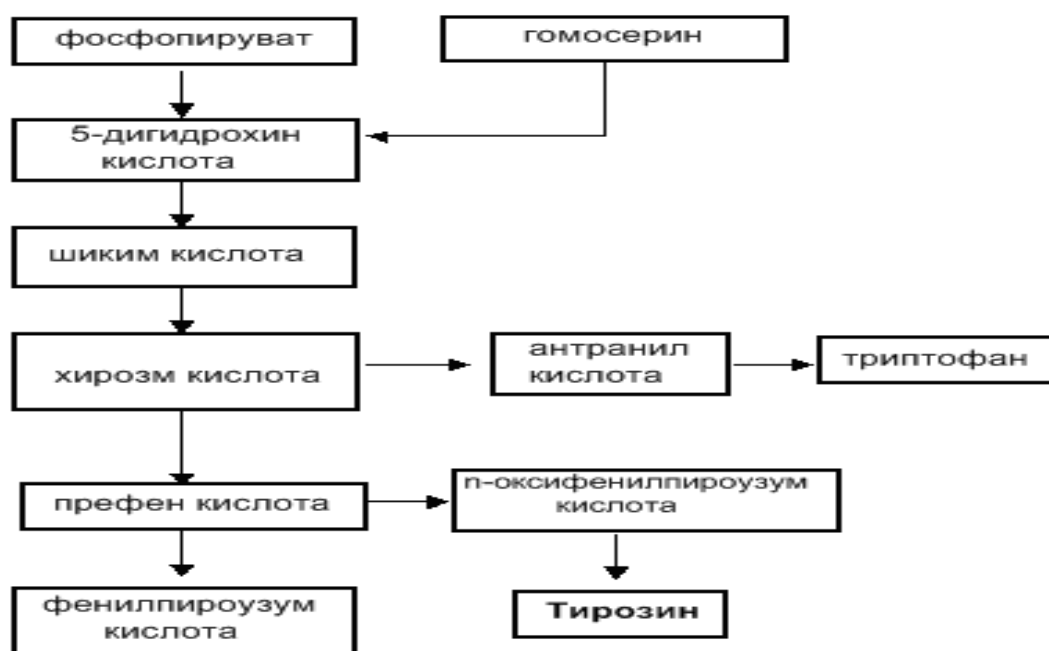 фосфопируват
гомосерин
5-дигидрохин
кислота
шиким кислота
хирозм кислота
антранил
кислота
триптофан
префен кислота
п-оксифенилпироузум
кислота
фенилпироузум
кислота
Тирозин